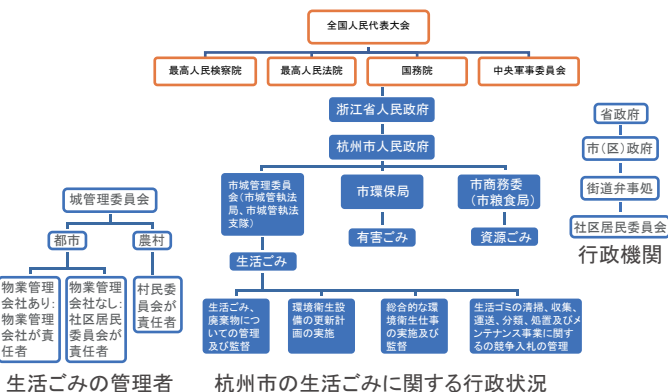 全国人民代表大会
最高人民検察院
最高人民法院
国務院
中央軍事委員会
浙江省人民政府
杭州市人民政府
市城管理委員
会(市城管執法
局、市城管執法
支隊)
市環保局
市商務委
(市粮食局)
生活ごみ
有害ごみ
資源ごみ
生活ごみ、
廃棄物につ
いての管理
及び監督
環境衛生設
備の更新計
画の実施
総合的な環
境衛生仕事
の実施及び
監督
生活ゴミの清掃、収集、
運送、分類、処置及びメ
ンテナンス事業に関す
るの競争入札の管理
杭州市の生活ごみに関する行政状況
城管理委員会
都市
農村
物業管理
会社あり:
物業管理
会社が責
任者
物業管理
会社なし:
社区居民
委員会が
責任者
村民委
員会が
責任者
生活ごみの管理者
省政府
市(区)政府
街道弁事処
社区居民委員会
行政機関